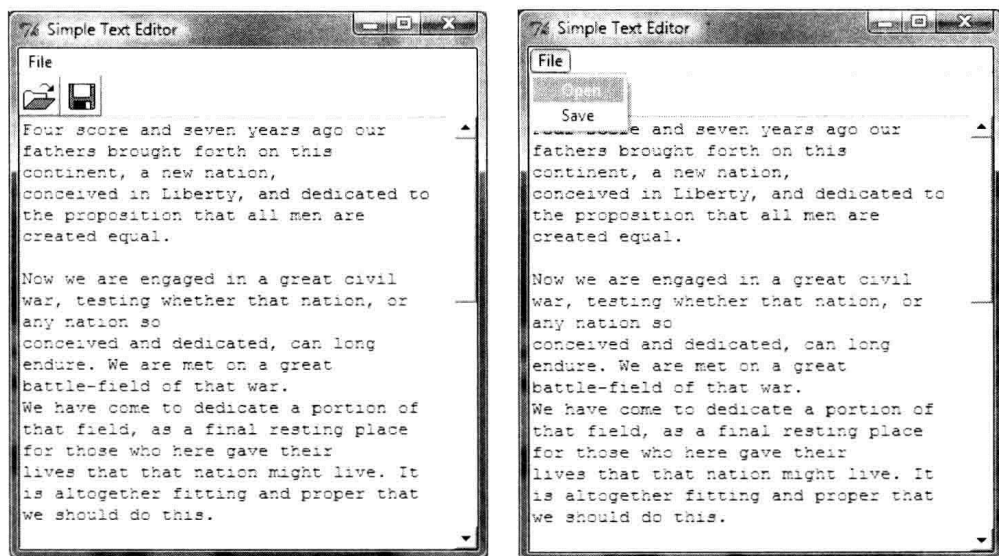 Simple Text Editor
File
Four score and seven years ago our
fathers brought forth on this
continent, a new nation,
conceived in Liberty, and dedicated to
the proposition that all men are
created equal.
Now we are engaged in a great civil
war, testing whether that nation, or
any nation so
conceived and dedicated, can long
endure. We are met on a great
battle-field of that war.
We have come to dedicate a portion of
that field, as a final resting place
for those who here gave their
lives that that nation might live. It
is altogether fitting and proper that
we should do this.
Simple Text Editor
File
Open
Save
Four score and seven years ago our
fathers brought forth on this
continent, a new nation,
conceived in Liberty, and dedicated to
the proposition that all men are
created equal.
Now we are engaged in a great civil
war, testing whether that nation, or
any nation so
conceived and dedicated, can long
endure. We are met on a great
battle-field of that war.
We have come to dedicate a portion of
that field, as a final resting place
for those who here gave their
lives that that nation might live. It
is altogether fitting and proper that
we should do this.